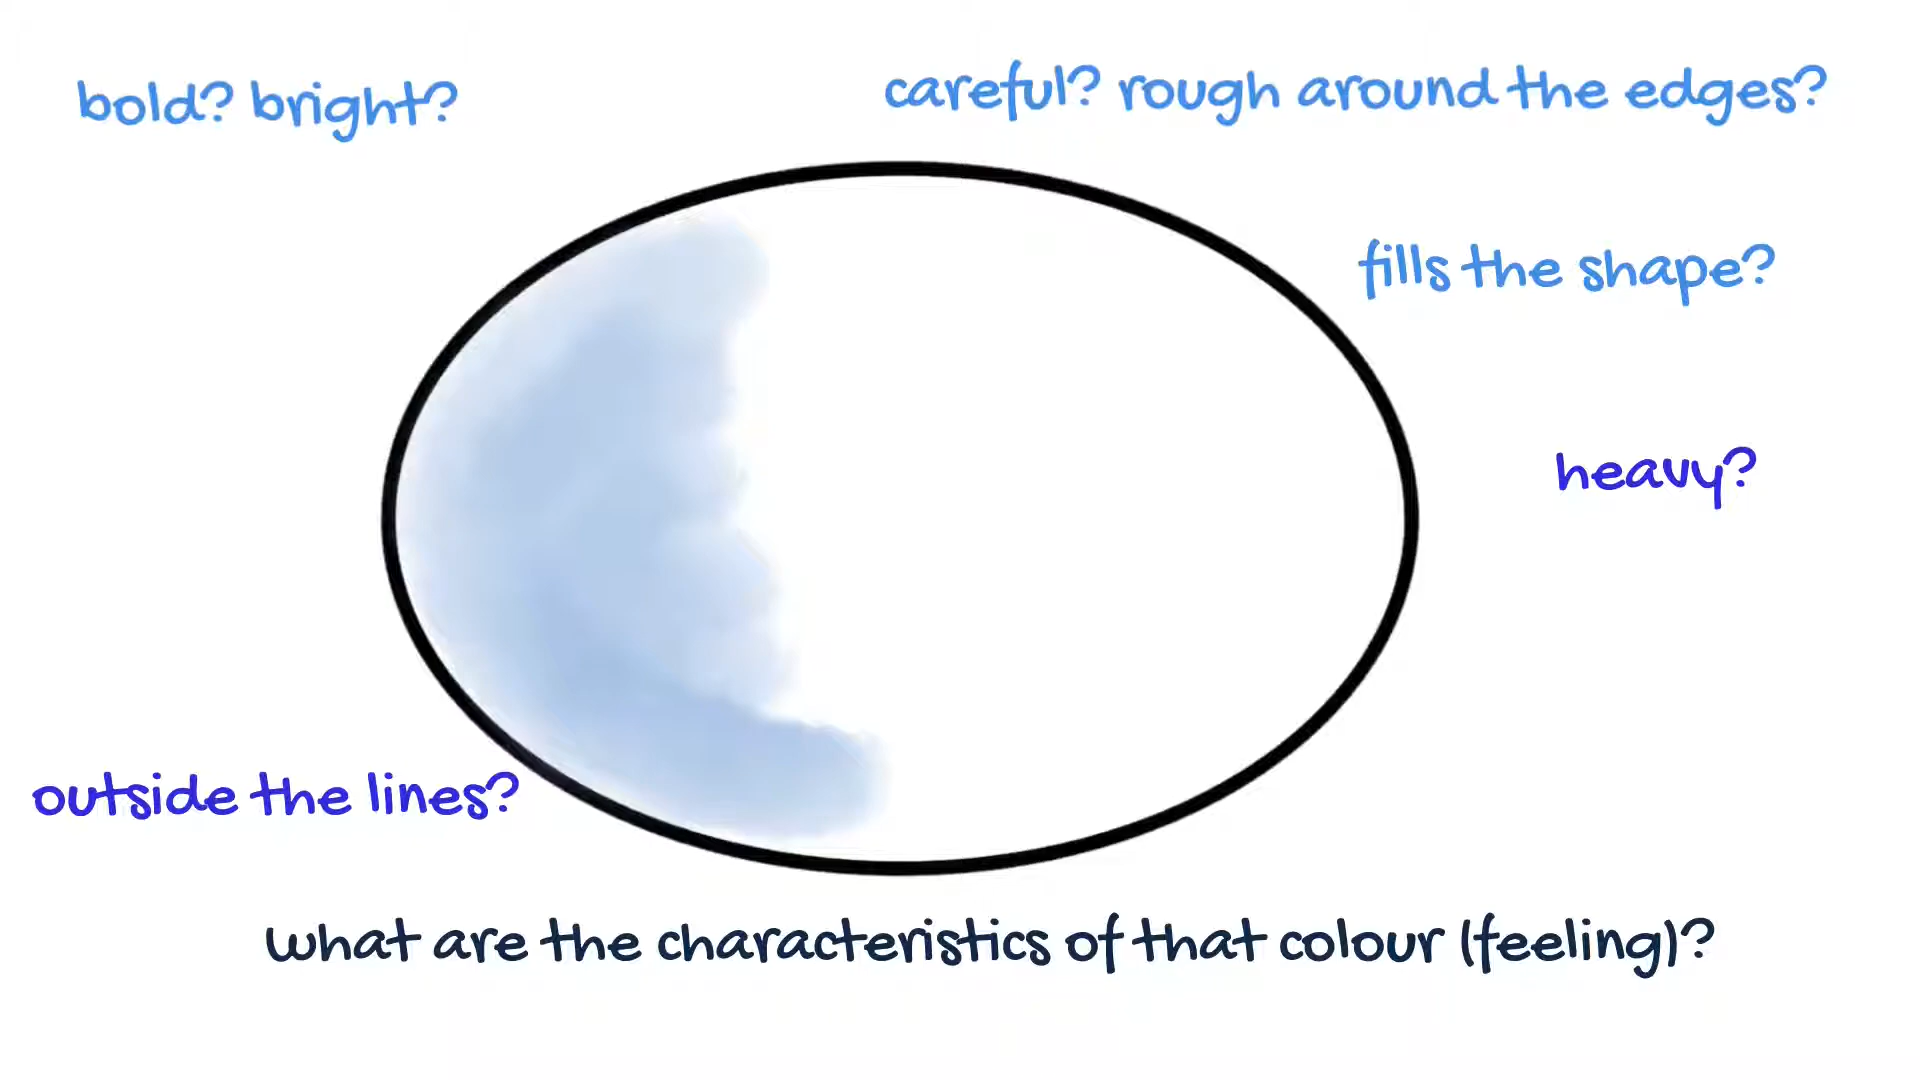 bold? bright?
careful? rough around the edges?
fills the shape?
heavy?
outside the lines?
what are the characteristics of that colour (feeling)?